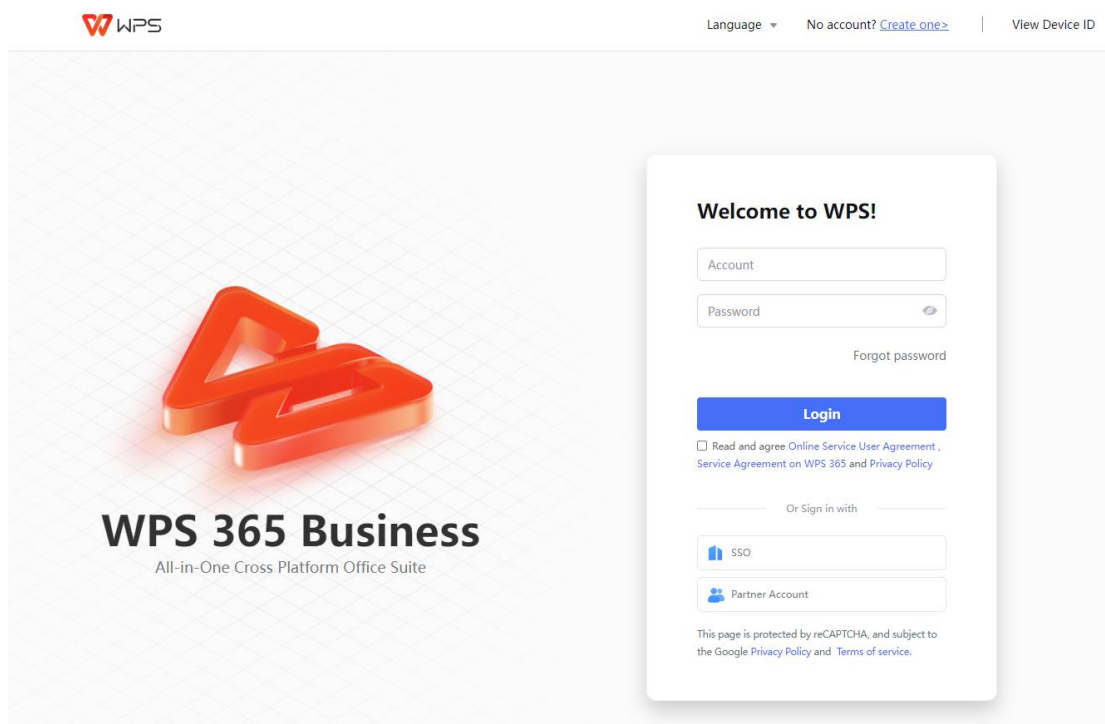 WPS
Language
No account? Create one>
View Device ID
WPS 365 Business
All-in-One Cross Platform Office Suite
Welcome to WPS!
Account
Password
Forgot password
Login
Read and agree Online Service User Agreement ,
Service Agreement on WPS 365 and Privacy Policy
Or Sign in with
SSO
Partner Account
This page is protected by reCAPTCHA, and subject to
the Google Privacy Policy and Terms of service.